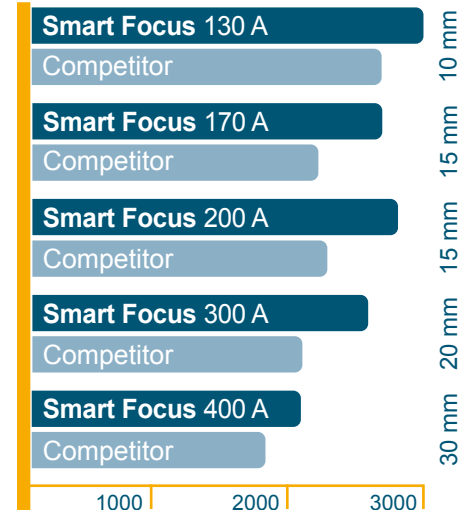 Smart Focus 130 A
Competitor
10 mm
Smart Focus 170 A
Competitor
15 mm
Smart Focus 200 A
Competitor
15 mm
Smart Focus 300 A
Competitor
20 mm
Smart Focus 400 A
Competitor
30 mm
1000 2000 3000